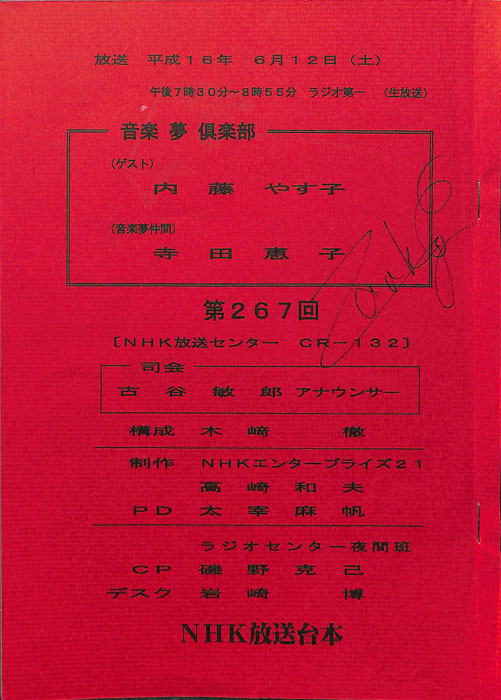 放送 平成16年 6月12日(土)
午後7時30分~8時55分 ラジオ第一 (生放送)
音楽 夢 倶楽部
(ゲスト)
内藤 やす子
(音楽夢仲間)
寺田 恵子
第267回
〔NHK放送センター CR-132〕
司会
古谷 敏郎 アナウンサー
構成 木﨑 徹
制作 NHKエンタープライズ21
高崎 和夫
PD 太宰 麻帆
ラジオセンター夜間班
CP 磯野 克己
デスク 岩崎 博
NHK放送台本